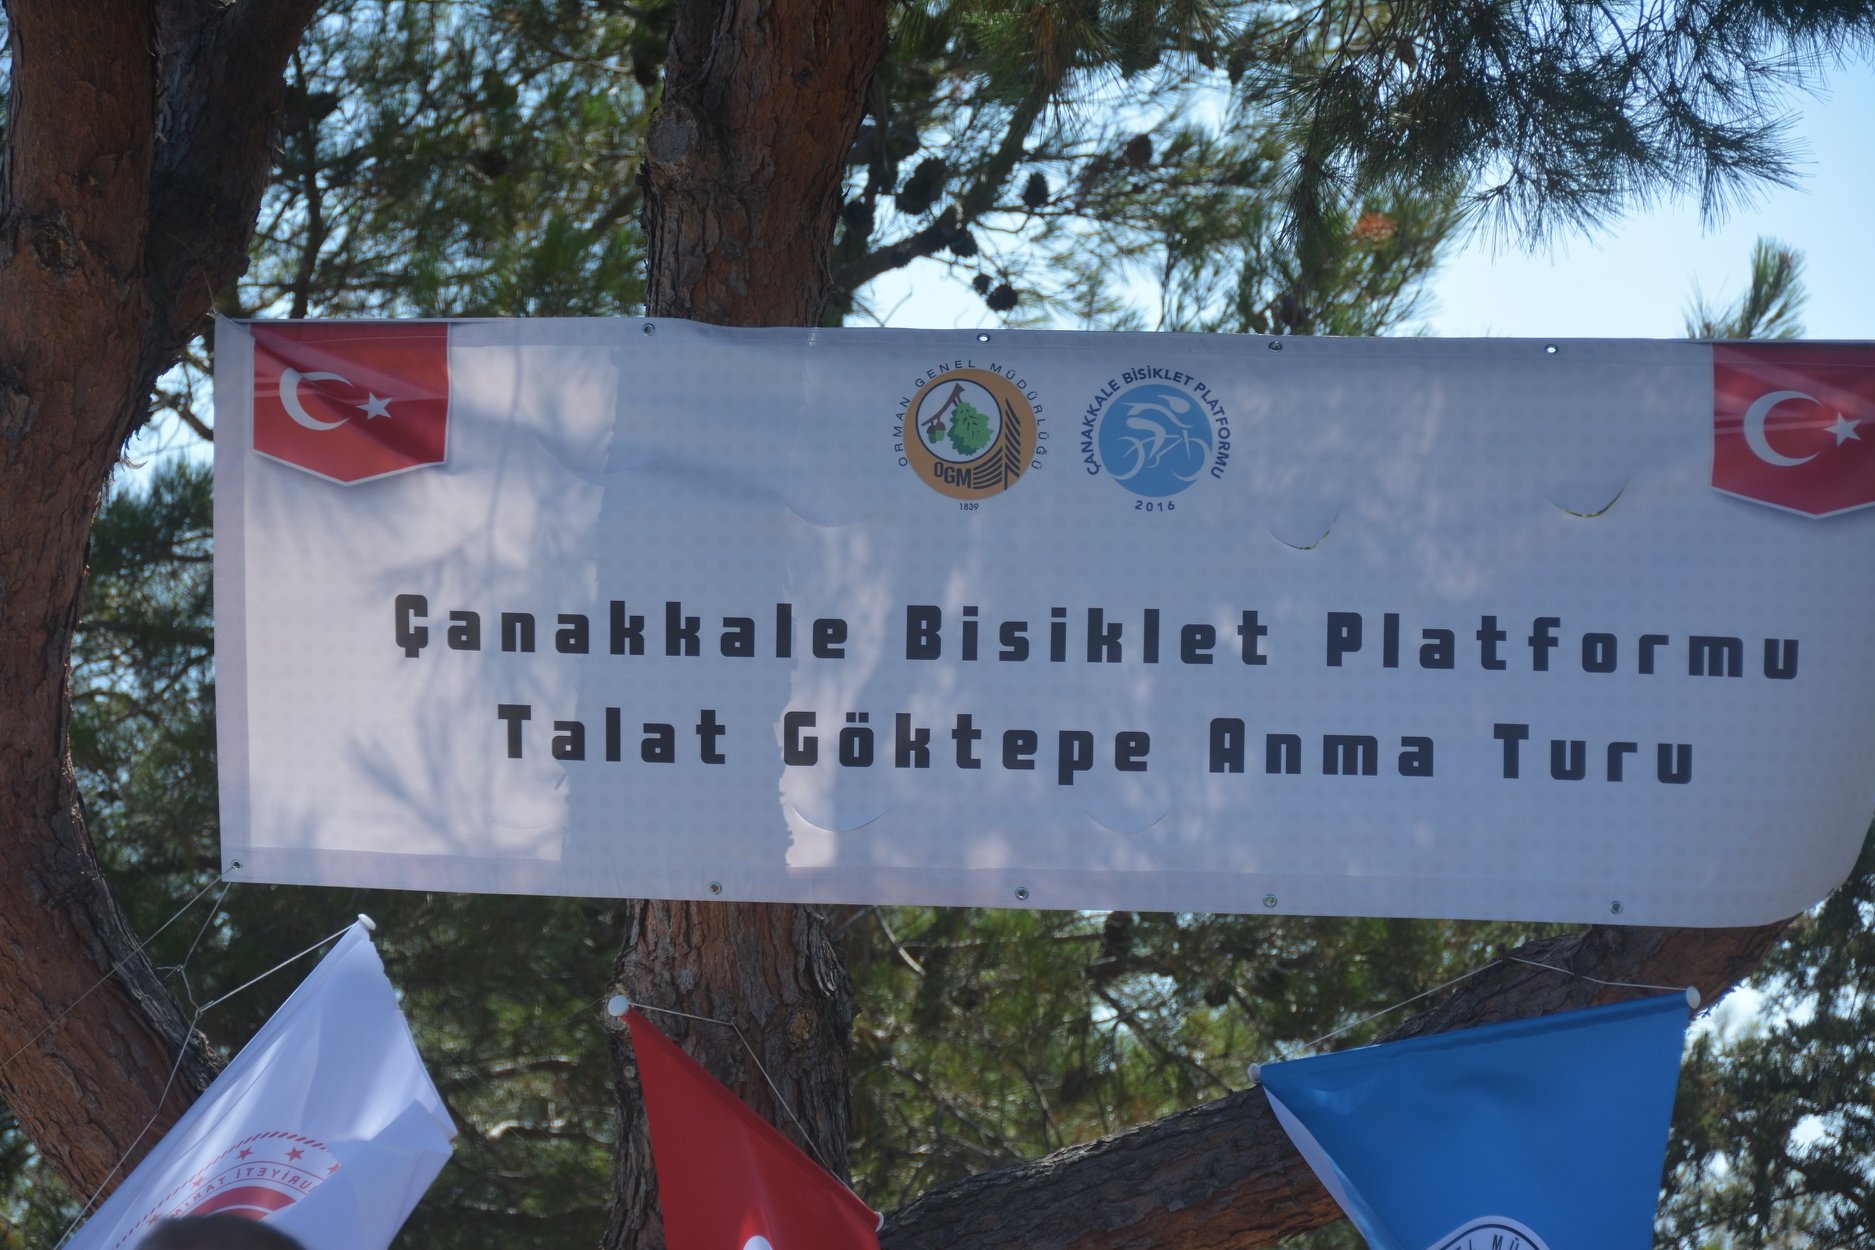 ORMAN GENEL MÜDÜRLÜĞÜ
OGM
1839
ÇANAKKALE BİSİKLET PLATFORMU
2016
Çanakkale Bisiklet Platformu
Talat Göktepe Anma Turu